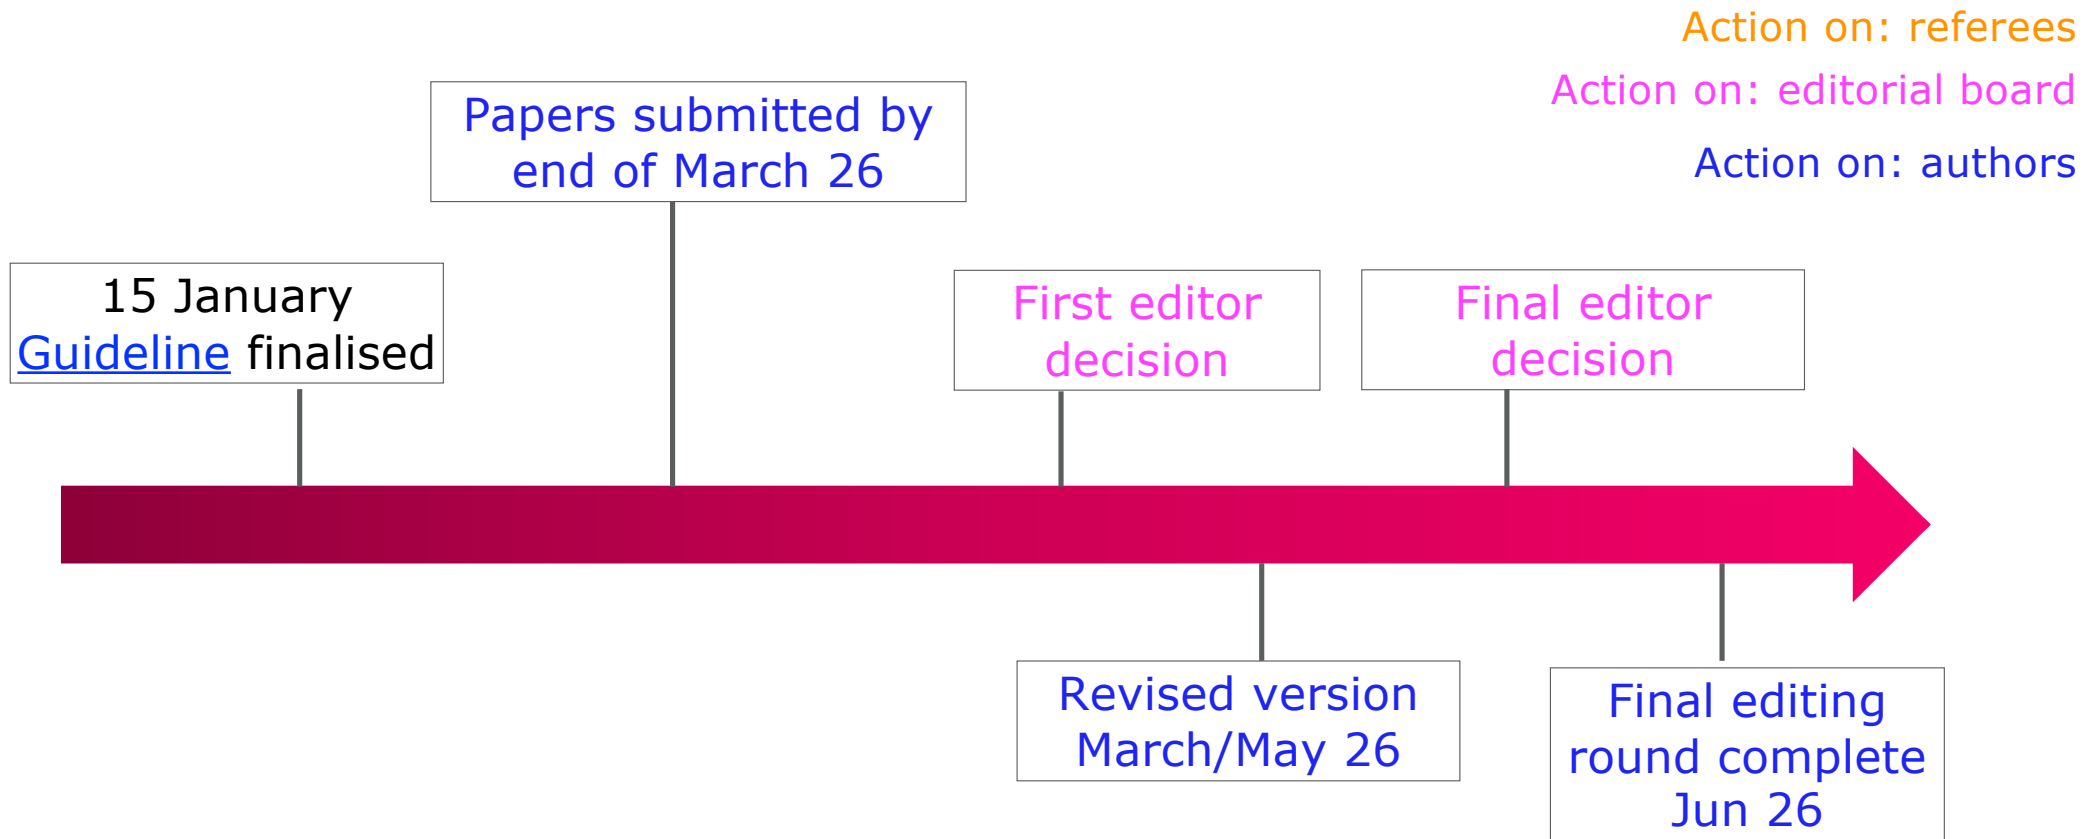 Action on: referees
Action on: editorial board
Action on: authors
Papers submitted by
end of March 26
15 January
Guideline finalised
First editor
decision
Final editor
decision
Revised version
March/May 26
Final editing
round complete
Jun 26